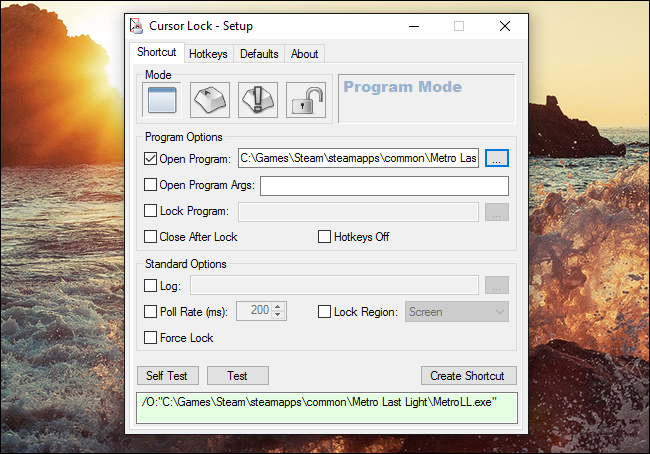 Cursor Lock - Setup
Shortcut Hotkeys Defaults About
Mode
Program Mode
Program Options
Open Program: C:\Games\Steam\steamapps\common\Metro Las ...
Open Program Args:
Lock Program: ...
Close After Lock Hotkeys Off
Standard Options
Log: ...
Poll Rate (ms): 200 Lock Region: Screen
Force Lock
Self Test Test Create Shortcut
/O:"C:\Games\Steam\steamapps\common\Metro Last Light\MetroLL.exe"